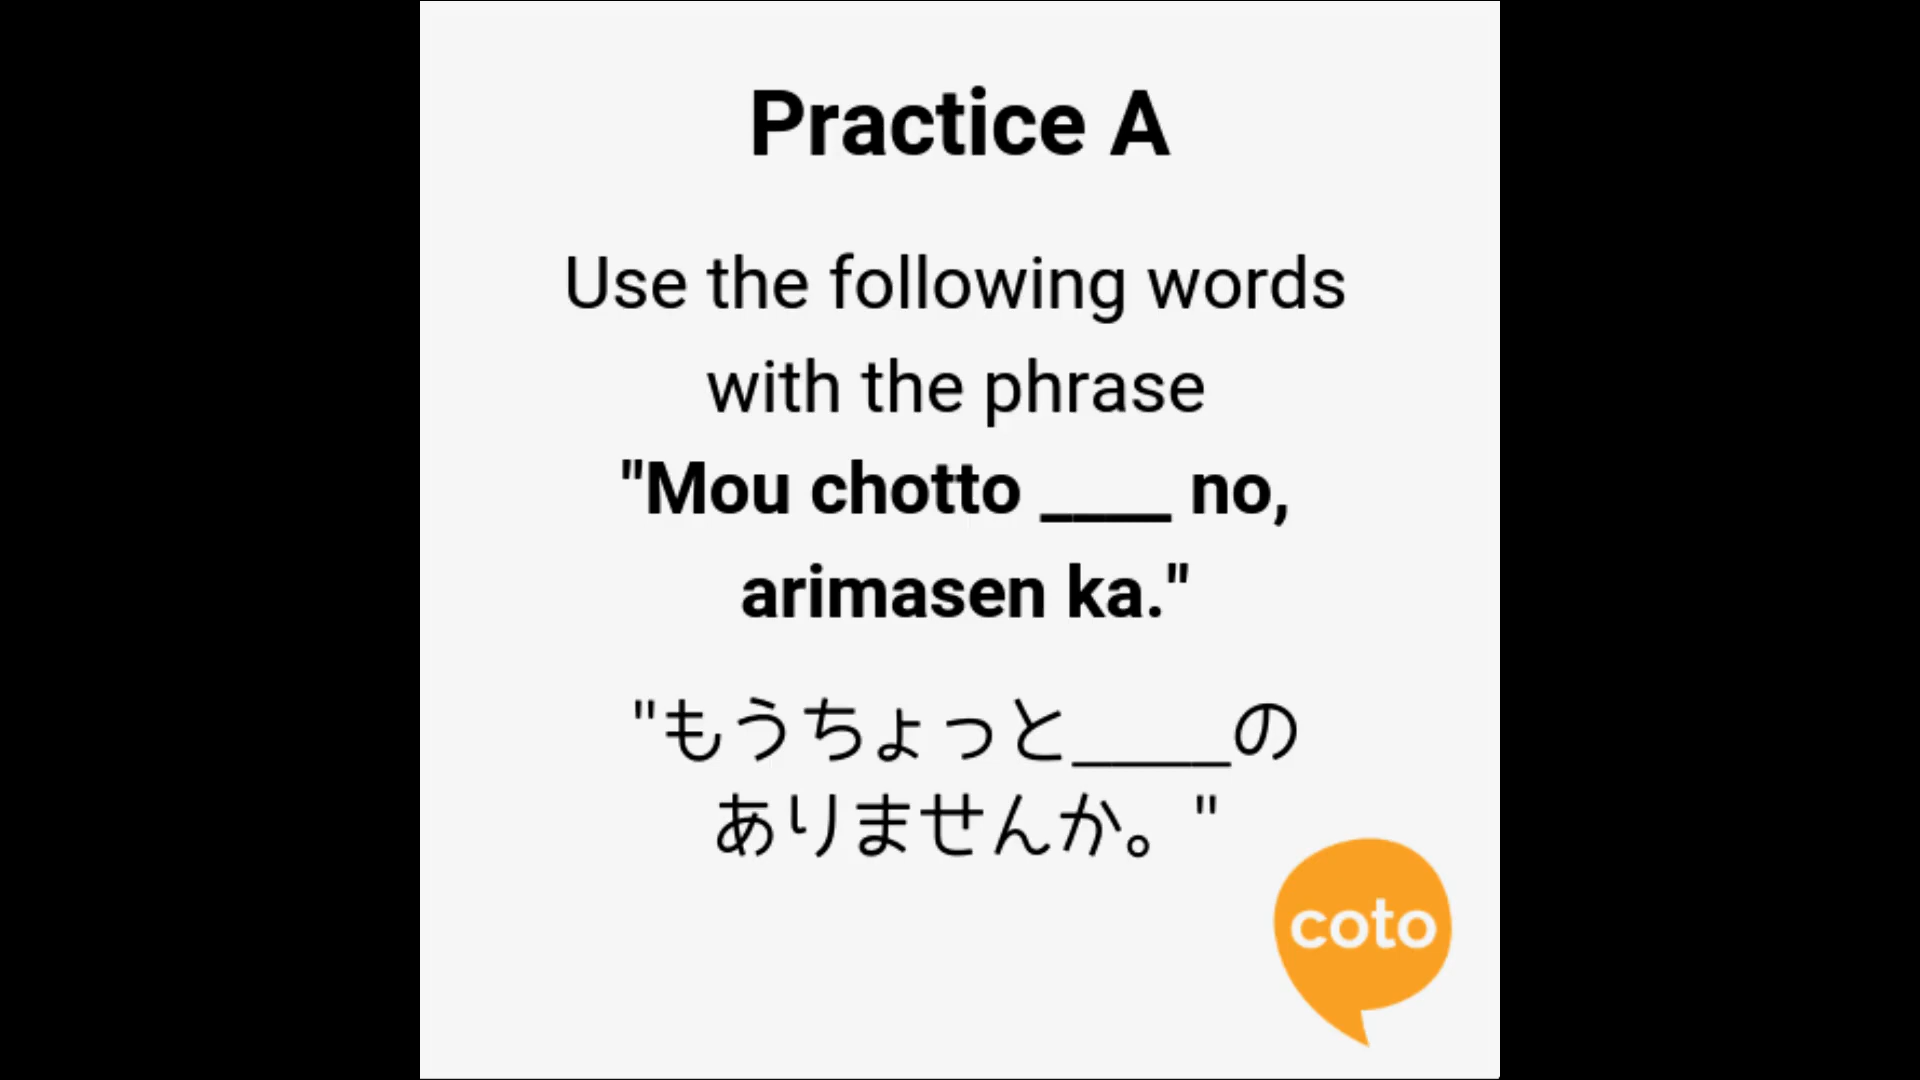 Practice A
Use the following words
with the phrase
"Mou chotto ____ no,
arimasen ka."
"もうちょっと____の
ありませんか。"
coto